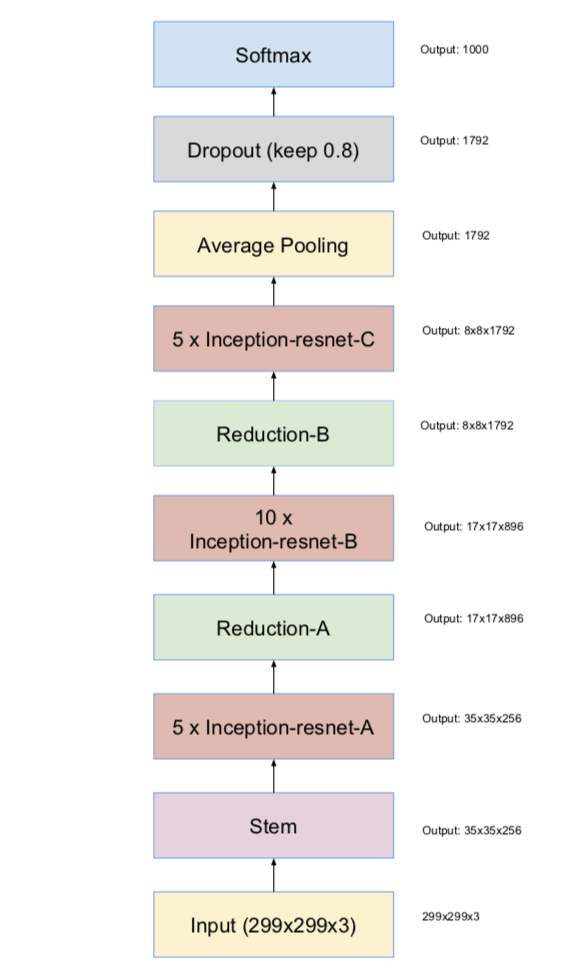 Softmax
Output: 1000
Dropout (keep 0.8)
Output: 1792
Average Pooling
Output: 1792
5 x Inception-resnet-C
Output: 8x8x1792
Reduction-B
Output: 8x8x1792
10 x
Inception-resnet-B
Output: 17x17x896
Reduction-A
Output: 17x17x896
5 x Inception-resnet-A
Output: 35x35x256
Stem
Output: 35x35x256
Input (299x299x3)
299x299x3